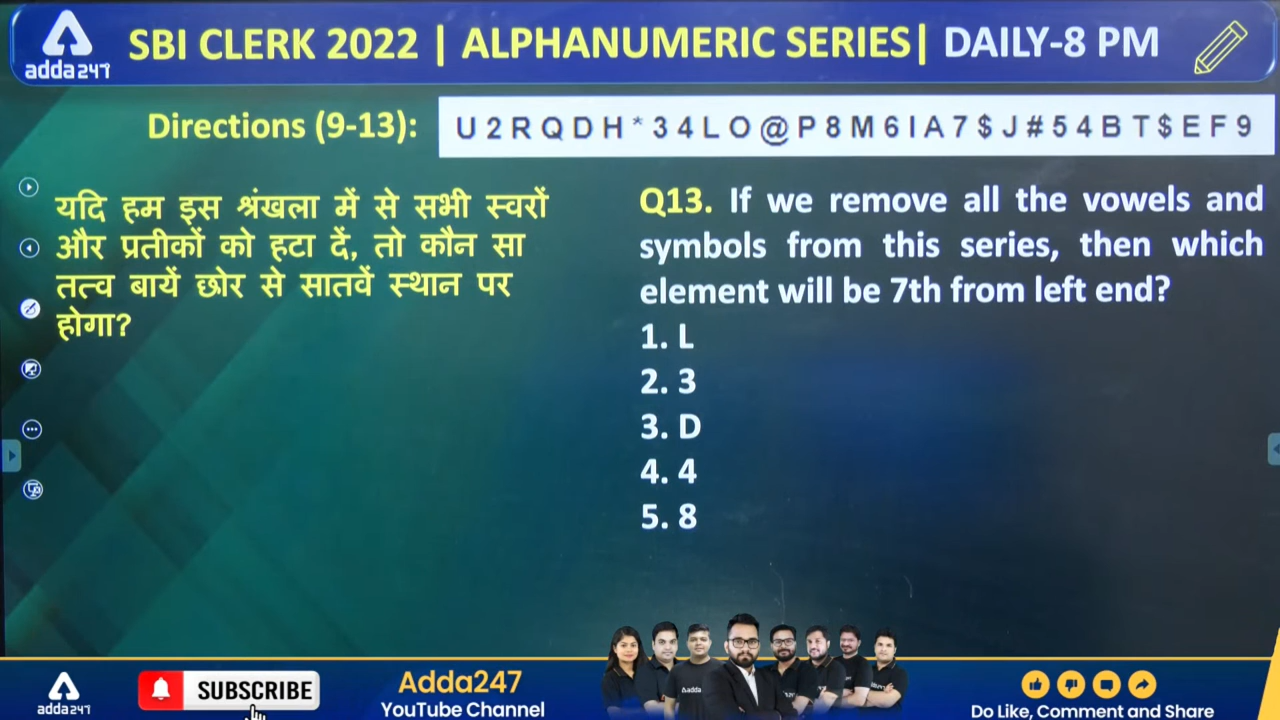 adda247
SBI CLERK 2022 | ALPHANUMERIC SERIES| DAILY-8 PM
Directions (9-13):
U 2 R Q D H * 3 4 L O @ P 8 M 6 I A 7 $ J # 5 4 B T $ E F 9
यदि हम इस श्रंखला में से सभी स्वरों
और प्रतीकों को हटा दें, तो कौन सा
तत्व बायें छोर से सातवें स्थान पर
होगा?
Q13. If we remove all the vowels and
symbols from this series, then which
element will be 7th from left end?
1. L
2. 3
3. D
4. 4
5. 8
adda247
SUBSCRIBE
Adda247
YouTube Channel
adda
Do Like, Comment and Share